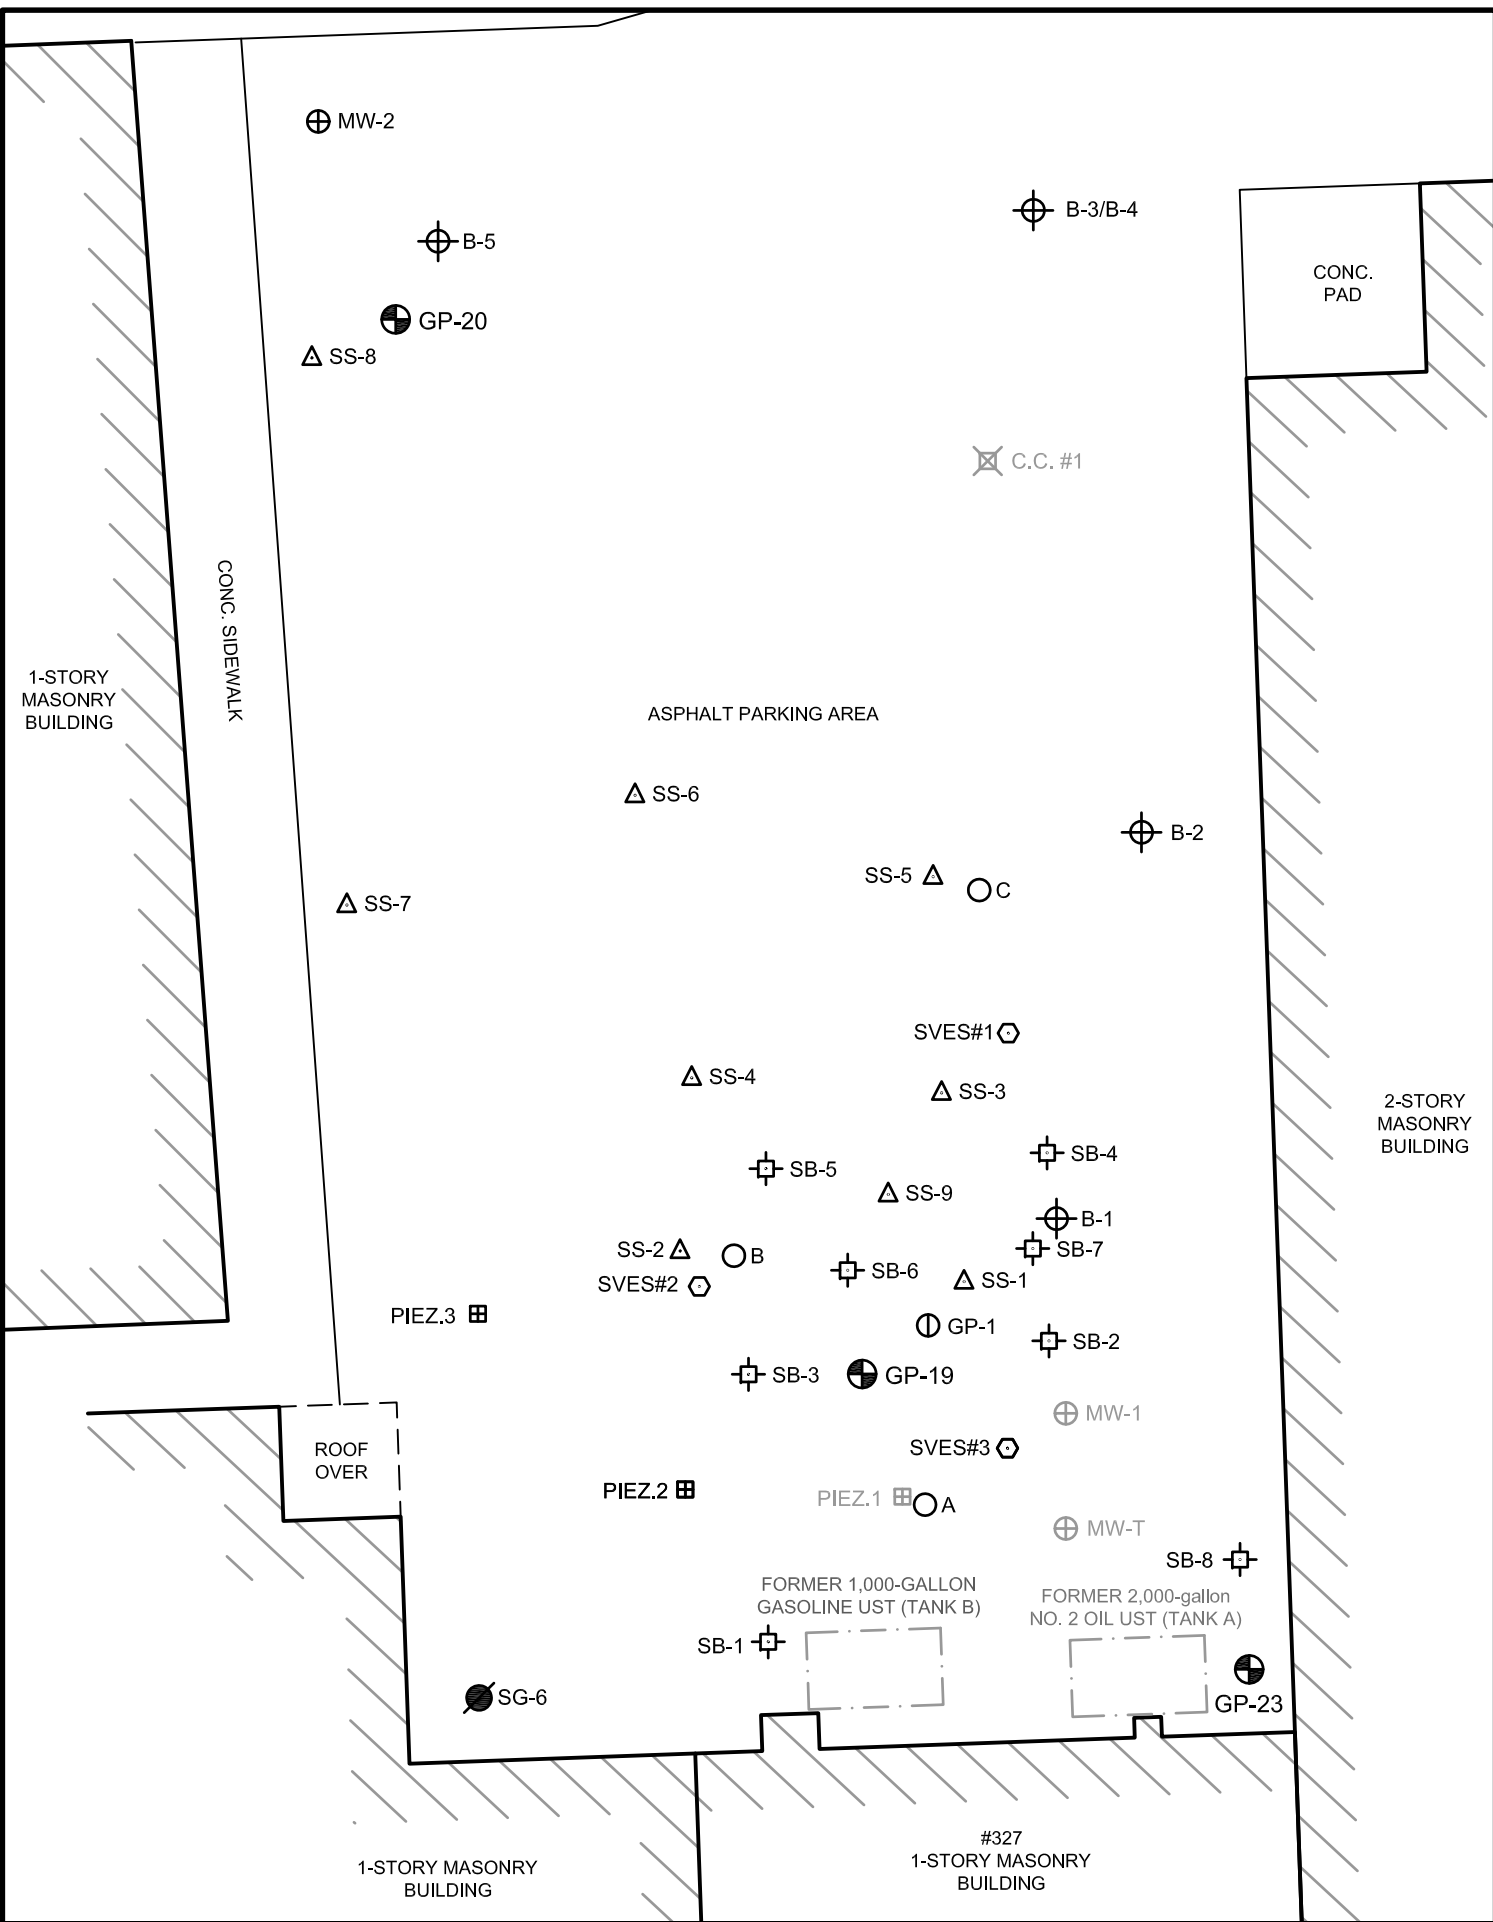 MW-2
B-3/B-4
B-5
CONC.
PAD
GP-20
SS-8
C.C. #1
CONC. SIDEWALK
1-STORY
MASONRY
BUILDING
ASPHALT PARKING AREA
SS-6
B-2
SS-5
C
SS-7
SVES#1
SS-4
SS-3
2-STORY
MASONRY
BUILDING
SB-4
SB-5
SS-9
B-1
SS-2
B
SB-7
SB-6
SS-1
SVES#2
PIEZ.3
GP-1
SB-2
SB-3
GP-19
MW-1
ROOF
OVER
SVES#3
PIEZ.2
PIEZ.1
A
MW-T
SB-8
FORMER 1,000-GALLON
GASOLINE UST (TANK B)
FORMER 2,000-gallon
NO. 2 OIL UST (TANK A)
SB-1
SG-6
GP-23
#327
1-STORY MASONRY
BUILDING
1-STORY MASONRY
BUILDING